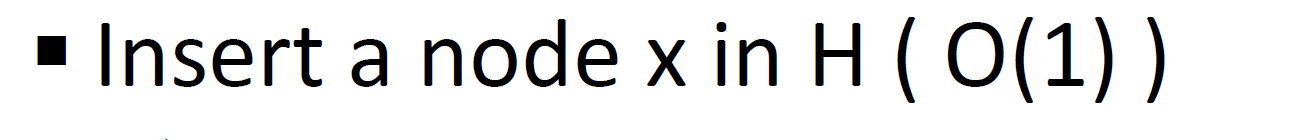 ▪ Insert a node x in H ( O(1) )